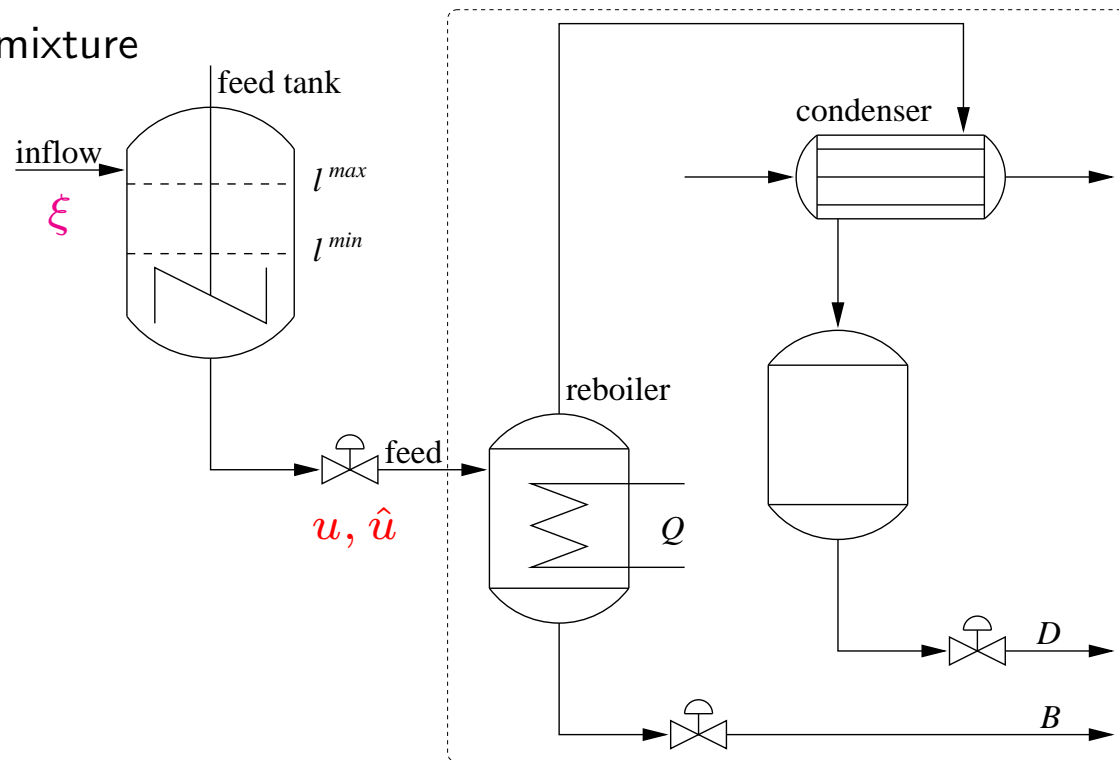 mixture
feed tank
condenser
inflow
l^max
ξ
l^min
reboiler
feed
u, û
Q
D
B